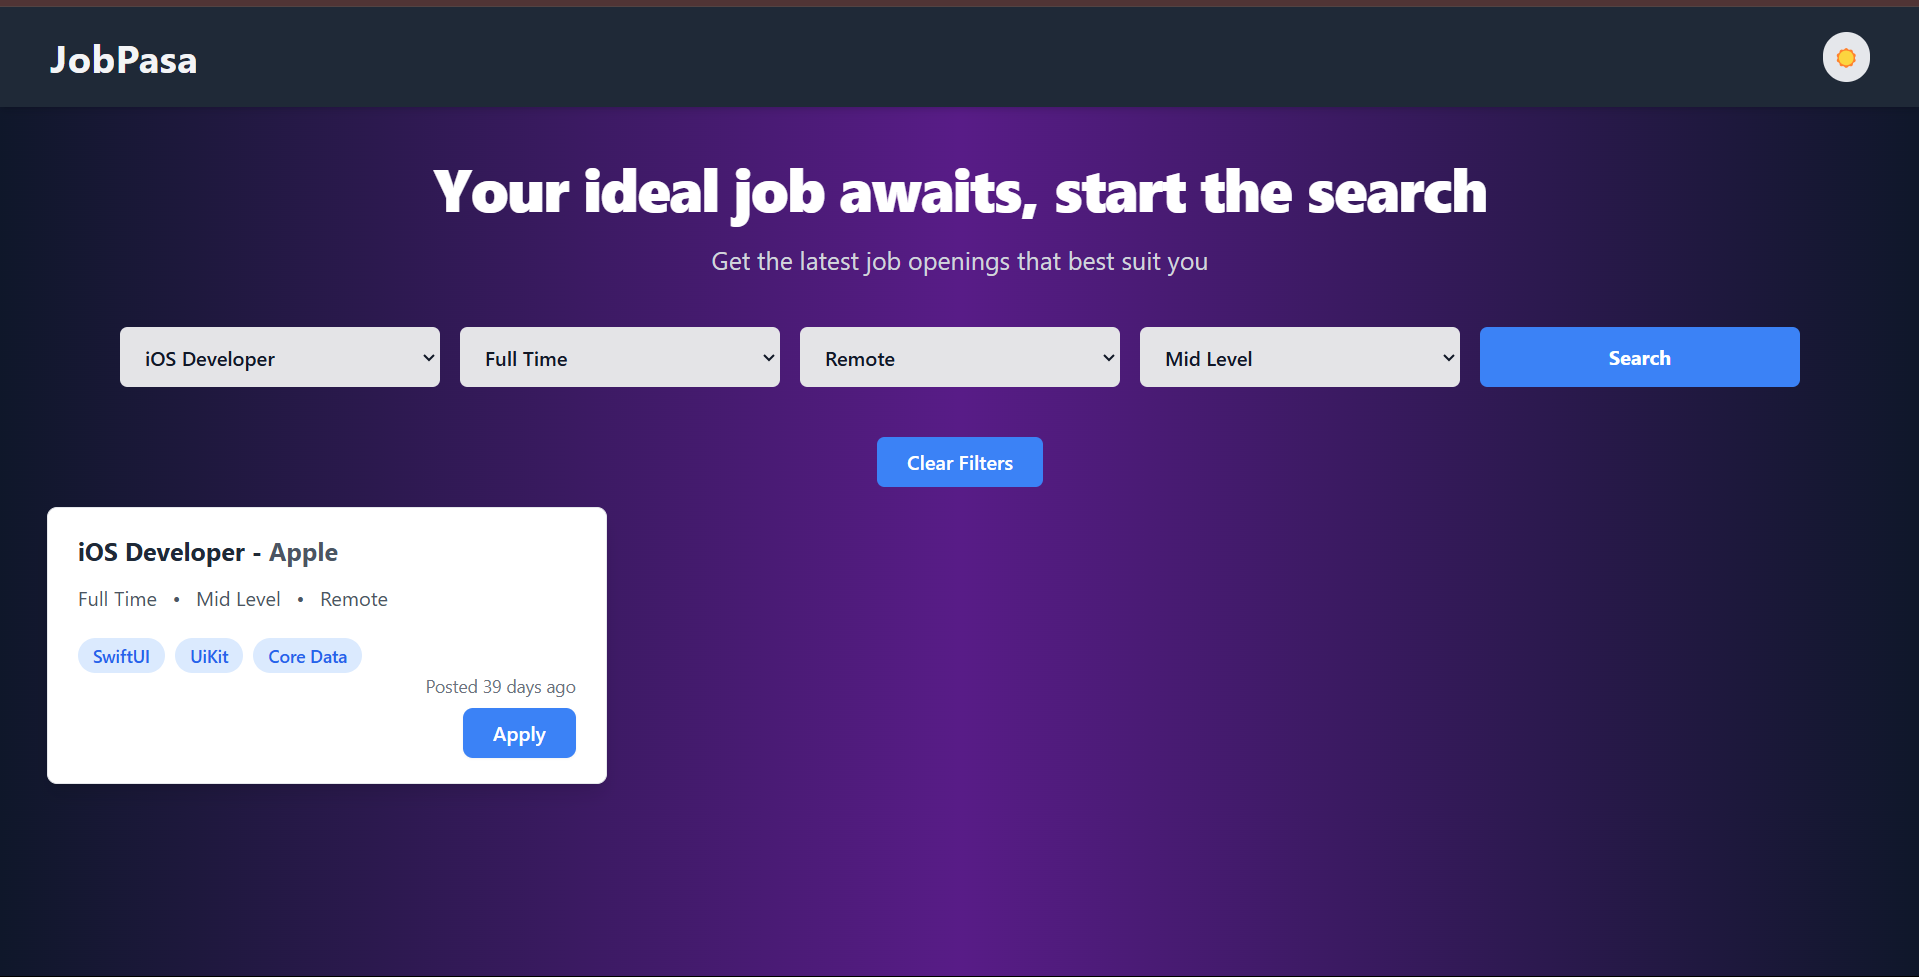 JobPasa
Your ideal job awaits, start the search
Get the latest job openings that best suit you
iOS Developer
Full Time
Remote
Mid Level
Search
Clear Filters
iOS Developer - Apple
Full Time • Mid Level • Remote
SwiftUI UiKit Core Data
Posted 39 days ago
Apply